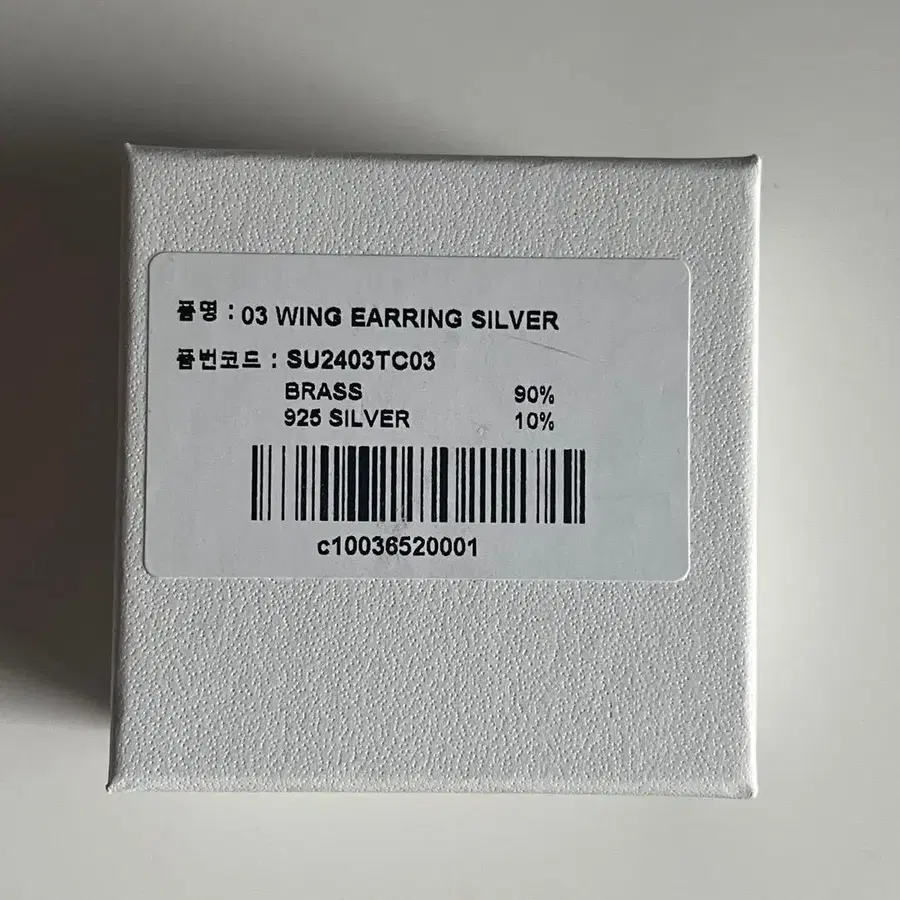 품명 : 03 WING EARRING SILVER
품번코드 : SU2403TC03
BRASS 90%
925 SILVER 10%
c10036520001